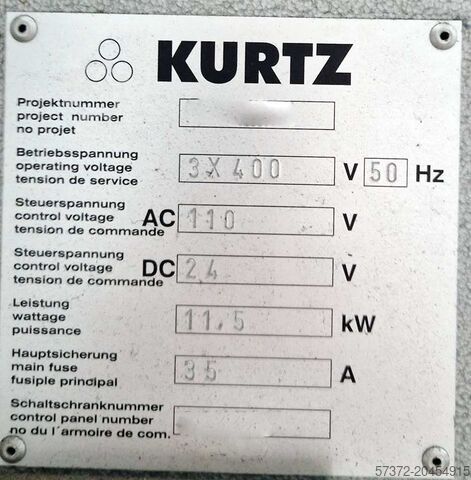 KURTZ
Projektnummer
project number
no projet
Betriebsspannung
operating voltage 3X400 V 50 Hz
tension de service
Steuerspannung
control voltage AC 110 V
tension de commande
Steuerspannung
control voltage DC 24 V
tension de commande
Leistung
wattage 11,5 kW
puissance
Hauptsicherung
main fuse 35 A
fusiple principal
Schaltschranknummer
control panel number
no du l´armoire de com.
57372-20454915